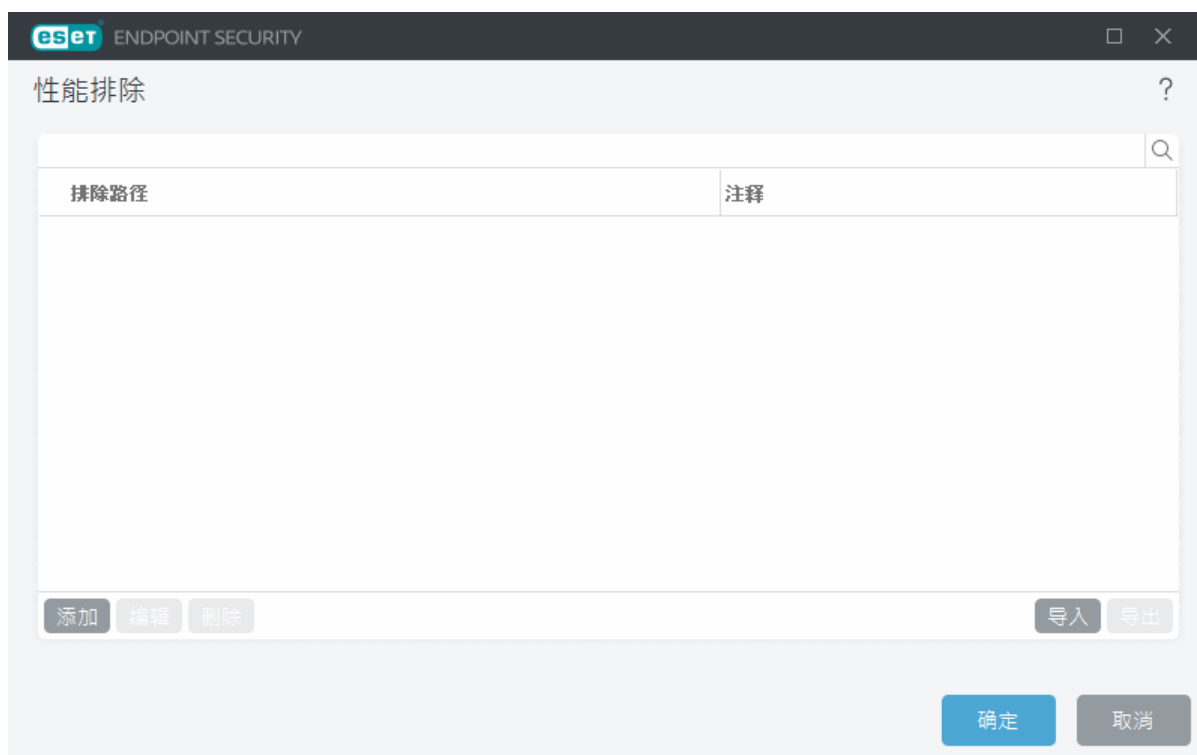 eset ENDPOINT SECURITY
性能排除
?
排除路径 注释
添加 编辑 删除 导入 导出
确定 取消